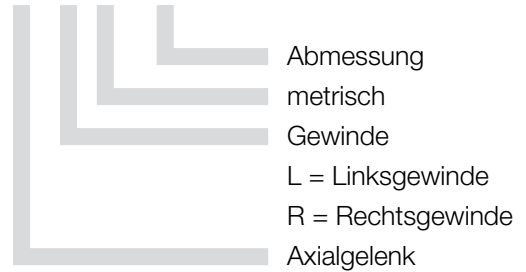 Abmessung
metrisch
Gewinde
L = Linksgewinde
R = Rechtsgewinde
Axialgelenk